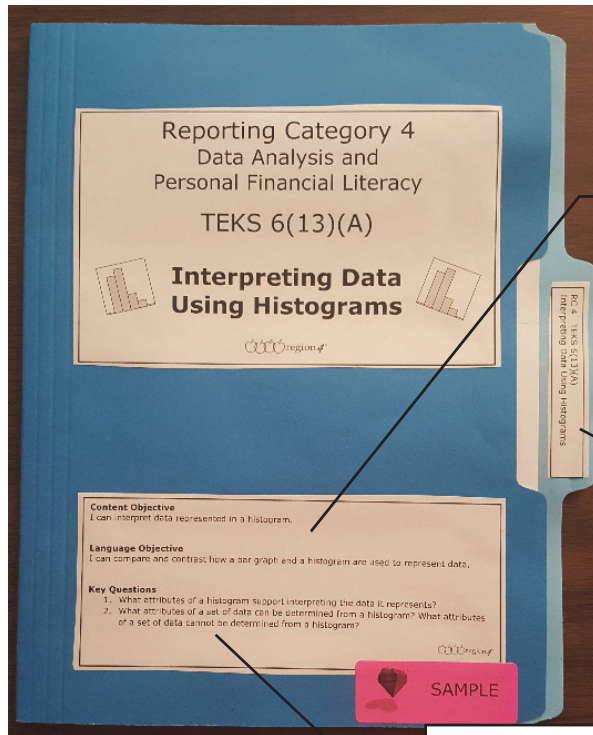 Reporting Category 4
Data Analysis and
Personal Financial Literacy
TEKS 6(13)(A)
Interpreting Data
Using Histograms
region4
RC 4 TEKS 6(13)(A)
Interpreting Data Using Histograms
Content Objective
I can interpret data represented in a histogram.
Language Objective
I can compare and contrast how a bar graph and a histogram are used to represent data.
Key Questions
1. What attributes of a histogram support interpreting the data it represents?
2. What attributes of a set of data can be determined from a histogram? What attributes
of a set of data cannot be determined from a histogram?
region4
SAMPLE